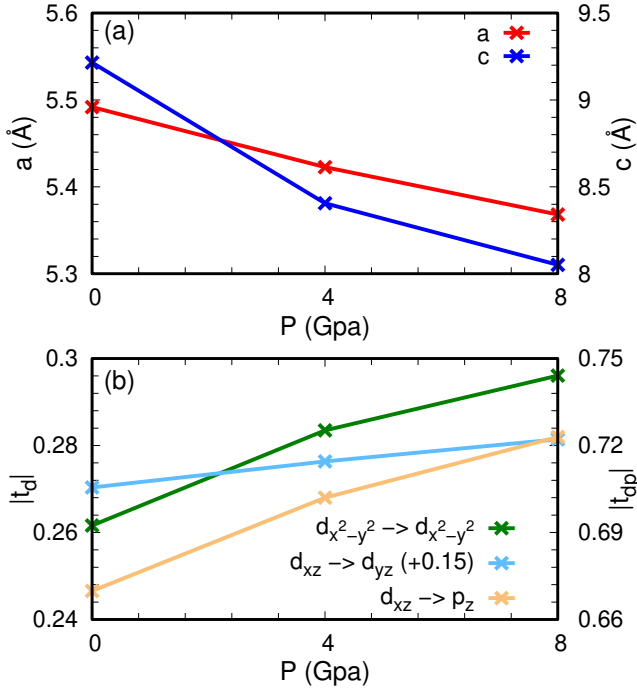 (a)
a
c
5.6
5.5
5.4
5.3
a (Å)
9.5
9
8.5
8
c (Å)
0
4
8
P (Gpa)
(b)
0.3
0.28
0.26
0.24
|t_d|
0.75
0.72
0.69
0.66
|t_dp|
d_x²−y² −> d_x²−y²
d_xz −> d_yz (+0.15)
d_xz −> p_z
0
4
8
P (Gpa)